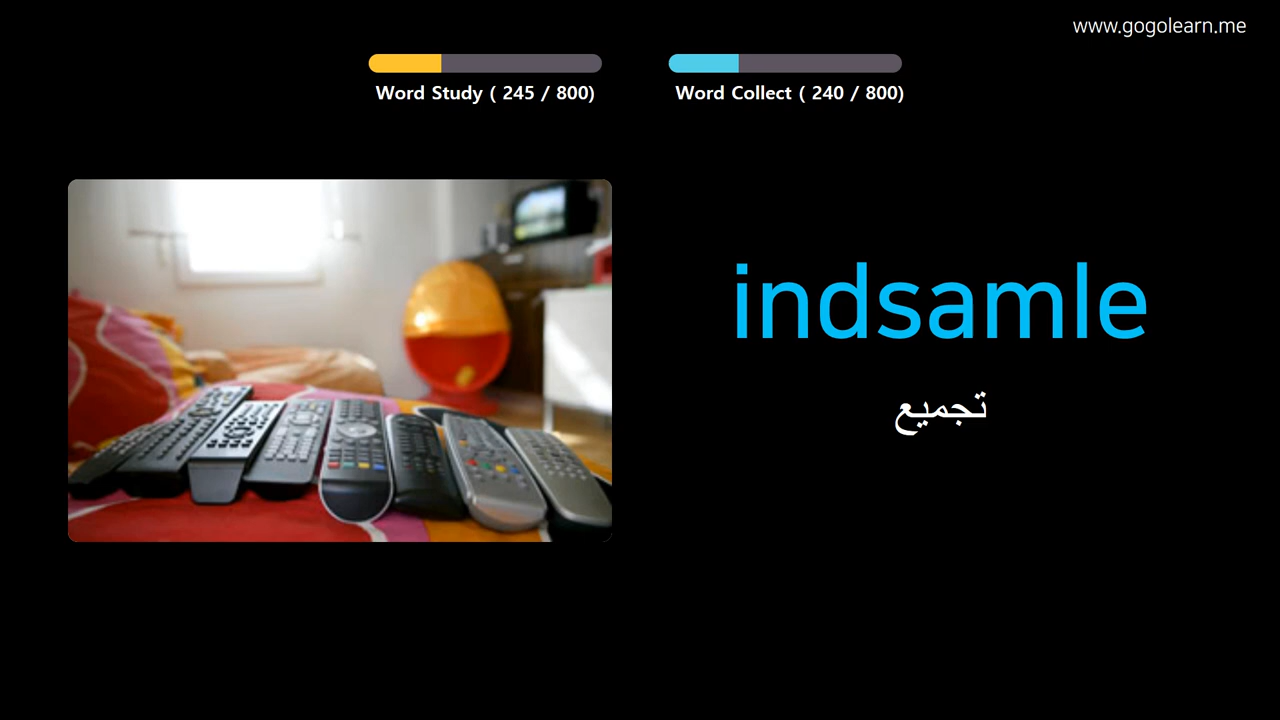 www.gogolearn.me
Word Study ( 245 / 800)
Word Collect ( 240 / 800)
indsamle
تجميع